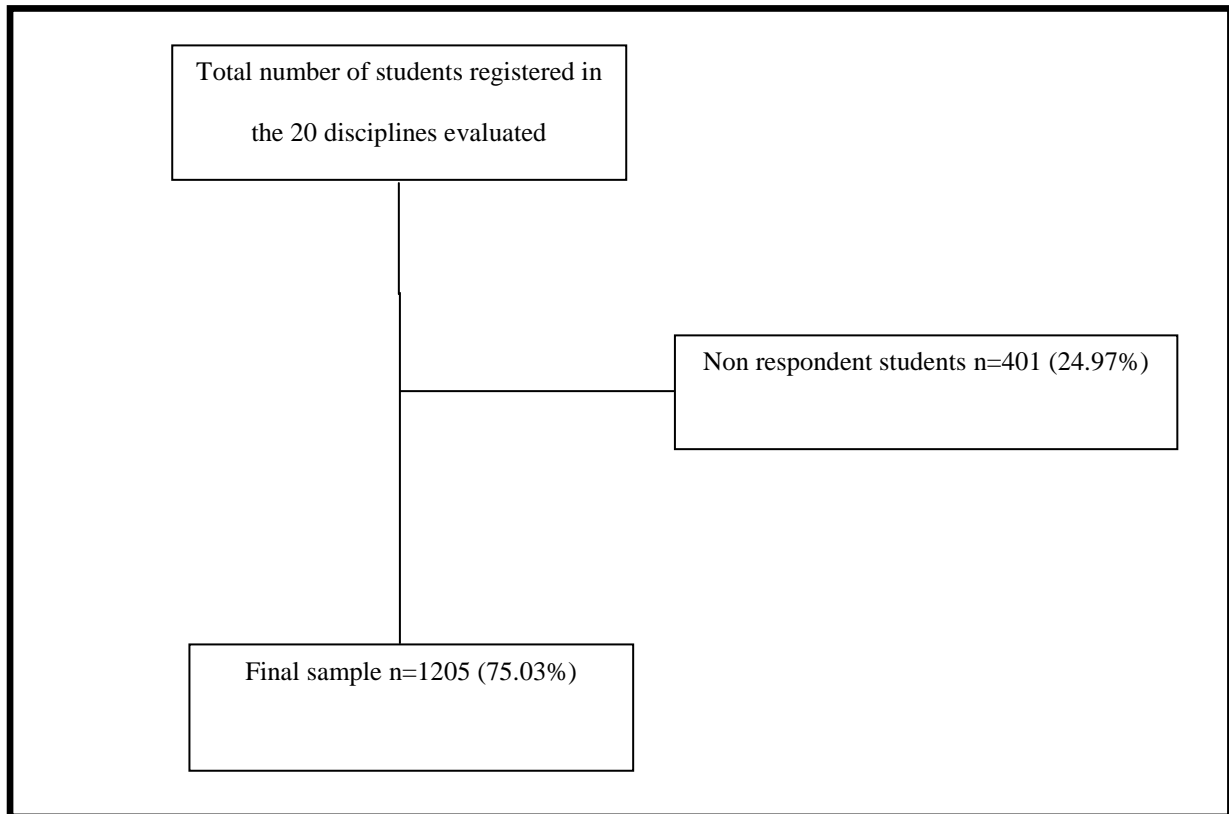 Total number of students registered in
the 20 disciplines evaluated
Non respondent students n=401 (24.97%)
Final sample n=1205 (75.03%)